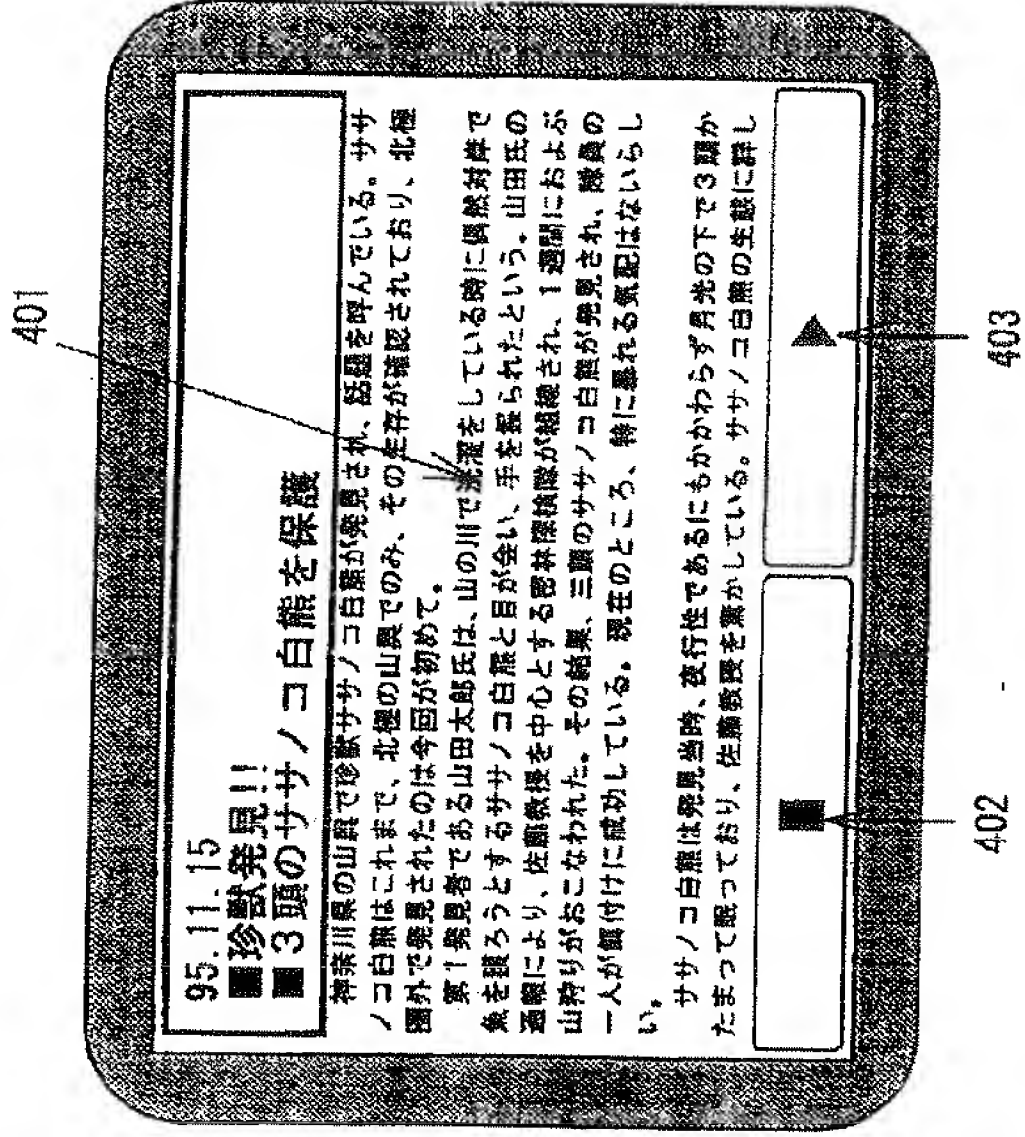 95.11.15
■珍獣発見!!
■3頭のササノコ白熊を保護
神奈川県の山奥で珍獣ササノコ白熊が発見され、話題を呼んでいる。ササ
ノコ白熊はこれまで、北極の山奥でのみ、その生存が確認されており、北極
圏外で発見されたのは今回が初めて。
第1発見者である山田太郎氏は、山の川で洗濯をしている時に偶然対岸で
魚を獲ろうとするササノコ白熊と目が会い、手を握られたという。山田氏の
通報により、佐藤教授を中心とする密林探検隊が組織され、1週間におよぶ
山狩りがおこなわれた。その結果、三頭のササノコ白熊が発見され、隊員の
一人が餌付けに成功している。現在のところ、特に暴れる気配はないらし
い。
ササノコ白熊は発見当時、夜行性であるにもかかわらず月光の下で3頭か
たまって眠っており、佐藤教授を驚かしている。ササノコ白熊の生態に詳し
401
402
403